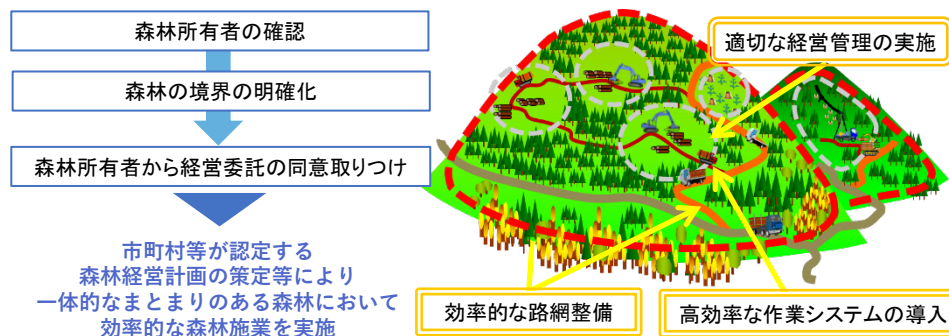 森林所有者の確認
森林の境界の明確化
森林所有者から経営委託の同意取りつけ
市町村等が認定する
森林経営計画の策定等により
一体的なまとまりのある森林において
効率的な森林施業を実施
適切な経営管理の実施
効率的な路網整備
高効率な作業システムの導入